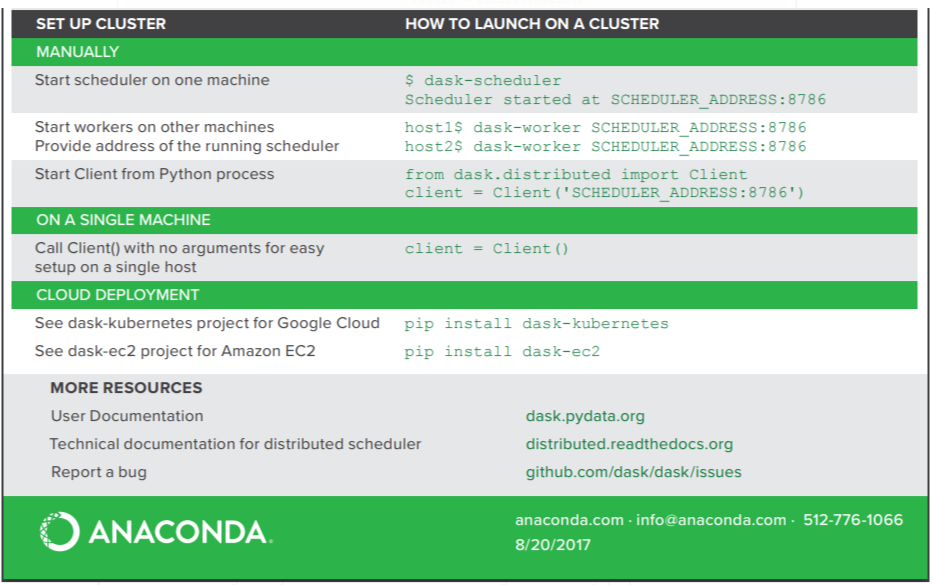 SET UP CLUSTER HOW TO LAUNCH ON A CLUSTER
MANUALLY
Start scheduler on one machine $ dask-scheduler
Scheduler started at SCHEDULER_ADDRESS:8786
Start workers on other machines host1$ dask-worker SCHEDULER_ADDRESS:8786
Provide address of the running scheduler host2$ dask-worker SCHEDULER_ADDRESS:8786
Start Client from Python process from dask.distributed import Client
client = Client('SCHEDULER_ADDRESS:8786')
ON A SINGLE MACHINE
Call Client() with no arguments for easy client = Client()
setup on a single host
CLOUD DEPLOYMENT
See dask-kubernetes project for Google Cloud pip install dask-kubernetes
See dask-ec2 project for Amazon EC2 pip install dask-ec2
MORE RESOURCES
User Documentation dask.pydata.org
Technical documentation for distributed scheduler distributed.readthedocs.org
Report a bug github.com/dask/dask/issues
ANACONDA. anaconda.com · info@anaconda.com · 512-776-1066
8/20/2017